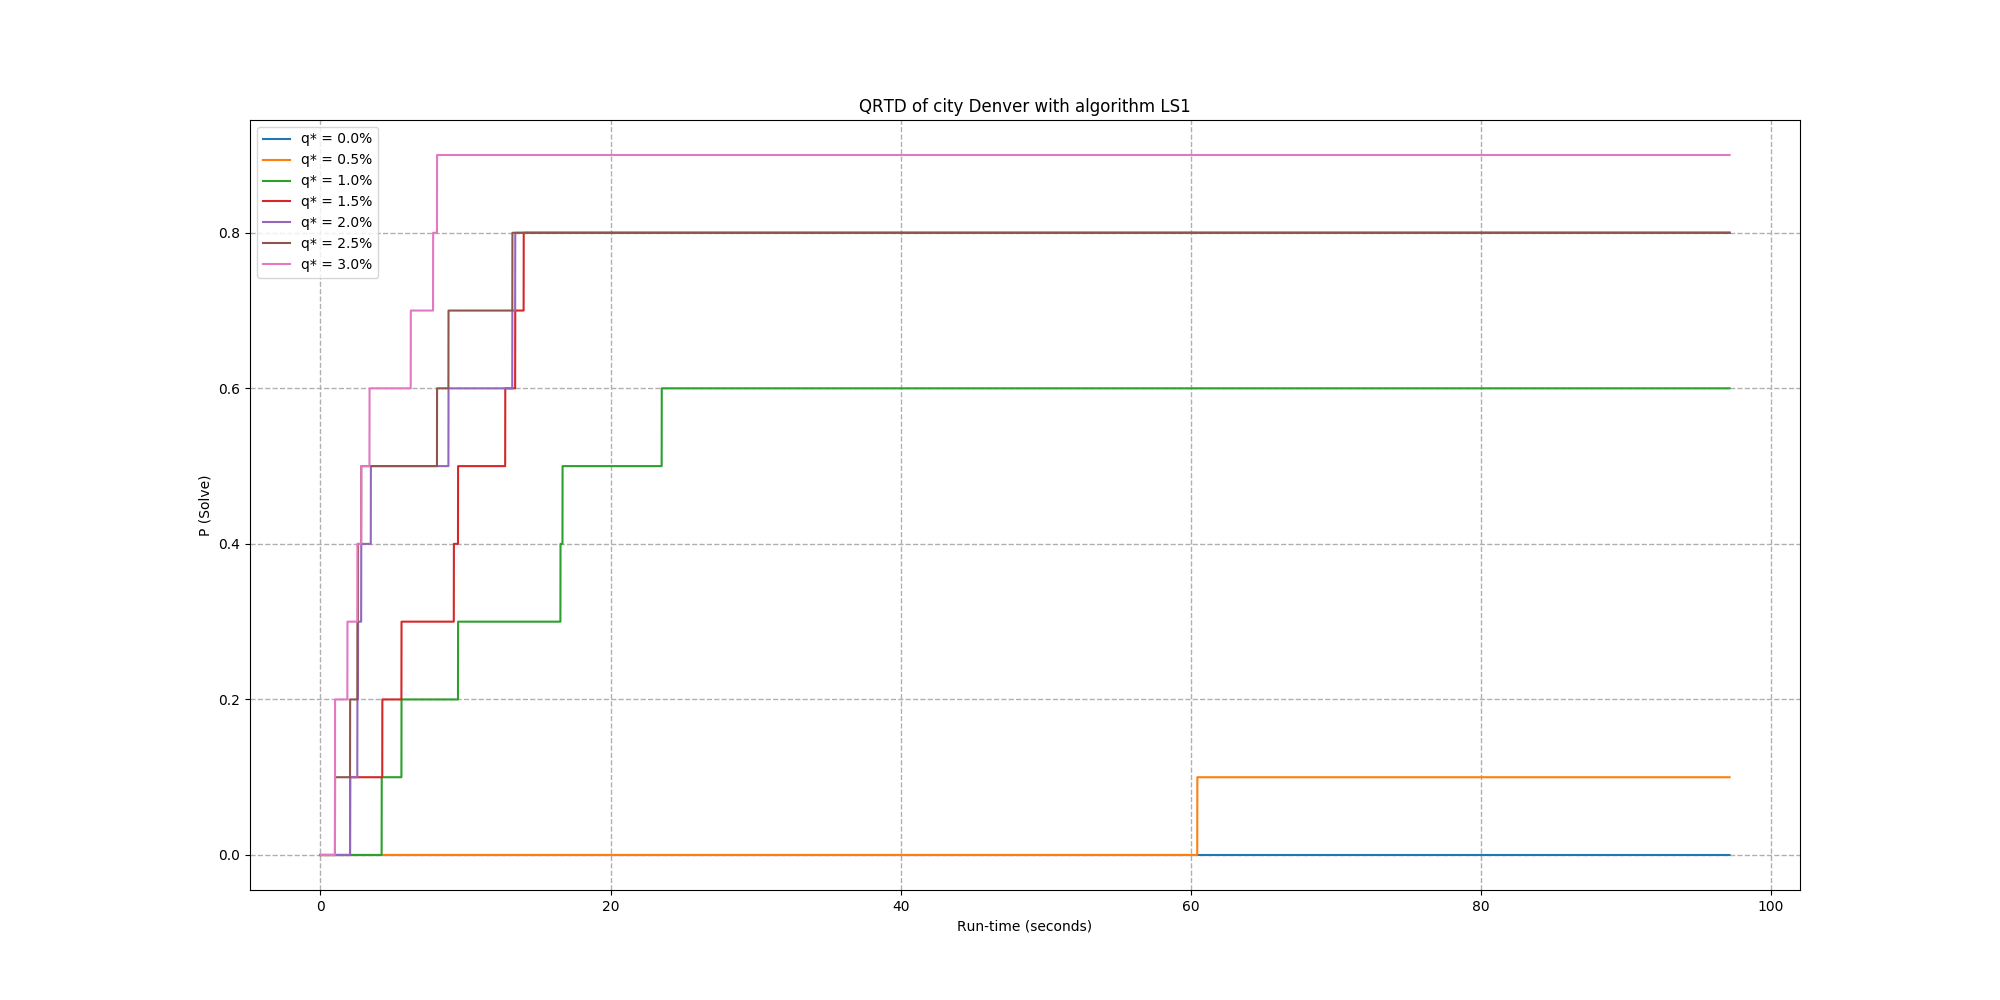 QRTD of city Denver with algorithm LS1
q* = 0.0%
q* = 0.5%
q* = 1.0%
q* = 1.5%
q* = 2.0%
q* = 2.5%
q* = 3.0%
P (Solve)
0.8
0.6
0.4
0.2
0.0
0 20 40 60 80 100
Run-time (seconds)